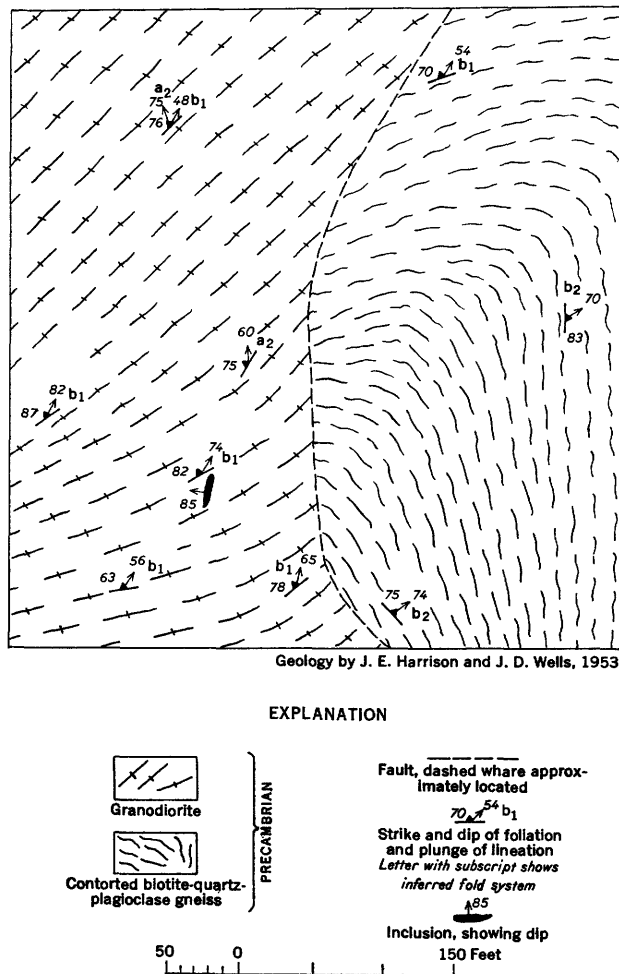 54
70 b₁
a₂
75 48 b₁
76
b₂
70
83
60
a₂
75
82 b₁
87
74 b₁
82
85
56 b₁
63
b₁ 65
78
75 74
b₂
Geology by J. E. Harrison and J. D. Wells, 1953
EXPLANATION
Granodiorite
Contorted biotite-quartz-
plagioclase gneiss
PRECAMBRIAN
Fault, dashed whare approx-
imately located
70 54 b₁
Strike and dip of foliation
and plunge of lineation
Letter with subscript shows
inferred fold system
85
Inclusion, showing dip
50 0 150 Feet